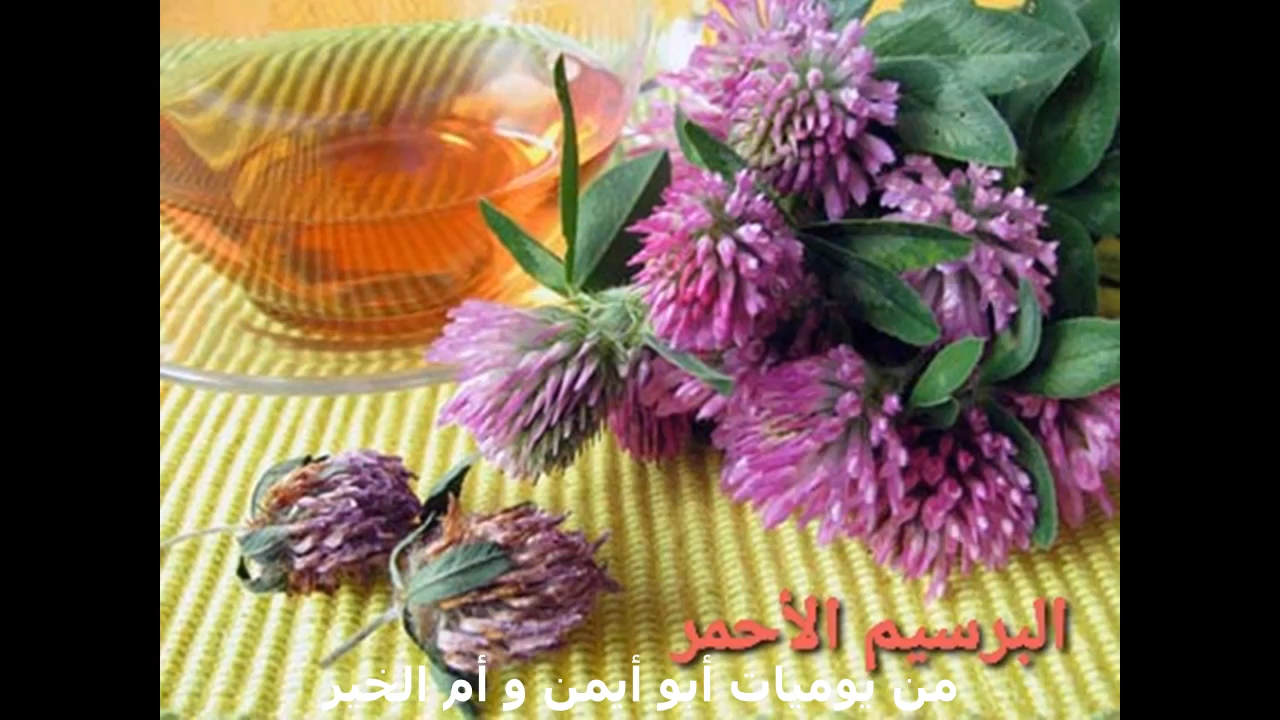 البرسيم الأحمر
من يوميات أبو أيمن و أم الخير